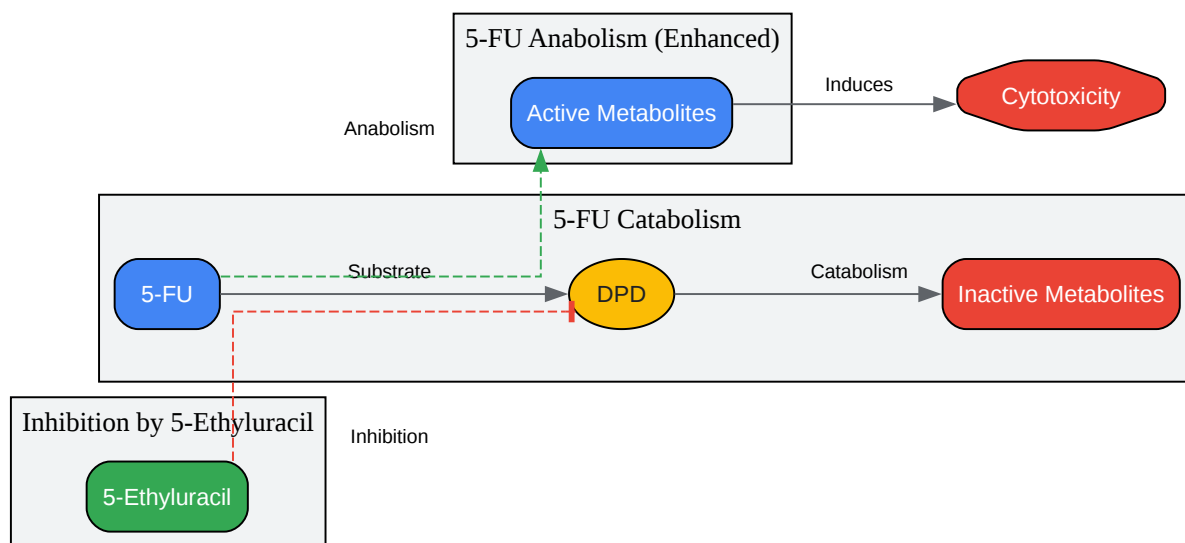 5-FU Anabolism (Enhanced)
Active Metabolites
Induces
Cytotoxicity
Anabolism
5-FU Catabolism
5-FU
Substrate
DPD
Catabolism
Inactive Metabolites
Inhibition by 5-Ethyluracil
Inhibition
5-Ethyluracil